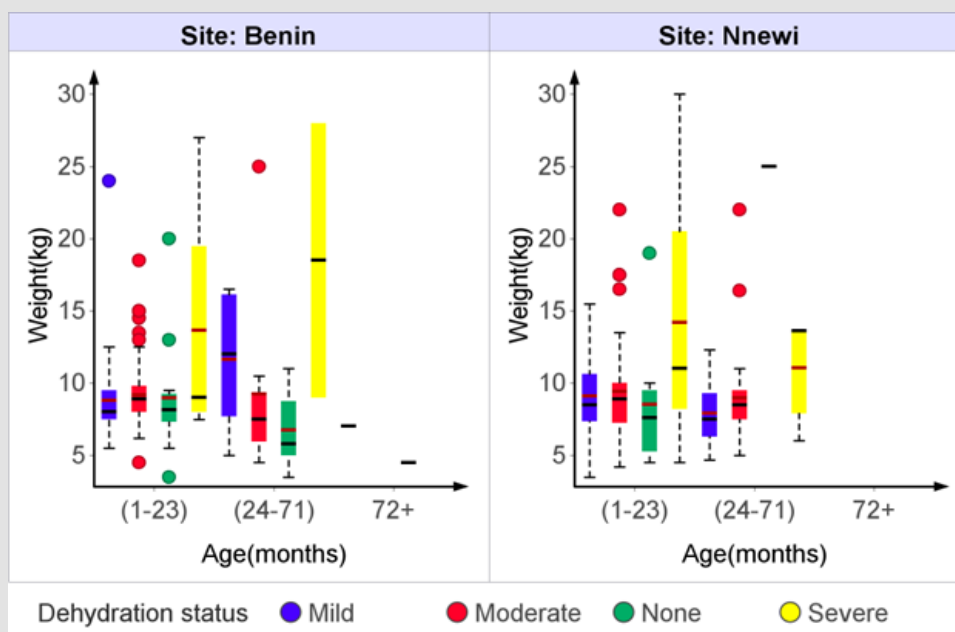 Site: Benin
Site: Nnewi
30
25
20
15
10
5
Weight(kg)
(1-23)
(24-71)
72+
Age(months)
30
25
20
15
10
5
Weight(kg)
(1-23)
(24-71)
72+
Age(months)
Dehydration status Mild Moderate None Severe